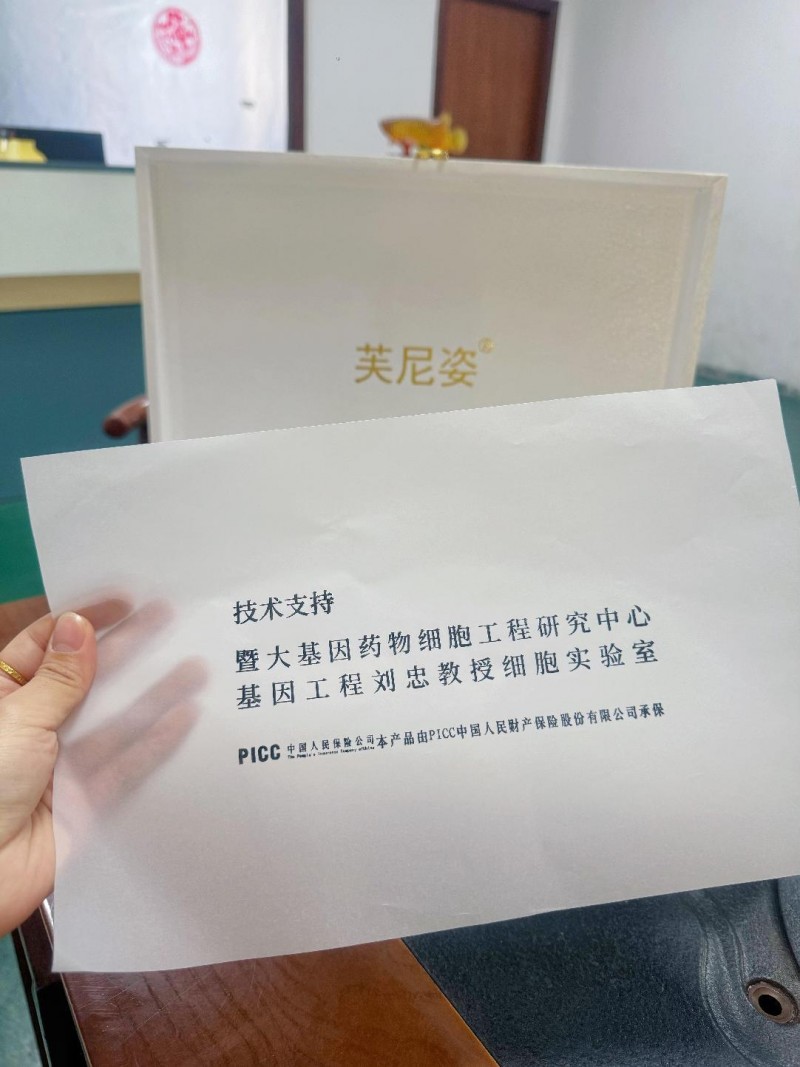 芙尼姿®
技术支持
暨大基因药物细胞工程研究中心
基因工程刘忠教授细胞实验室
PICC 中国人民保险公司 本产品由PICC中国人民财产保险股份有限公司承保